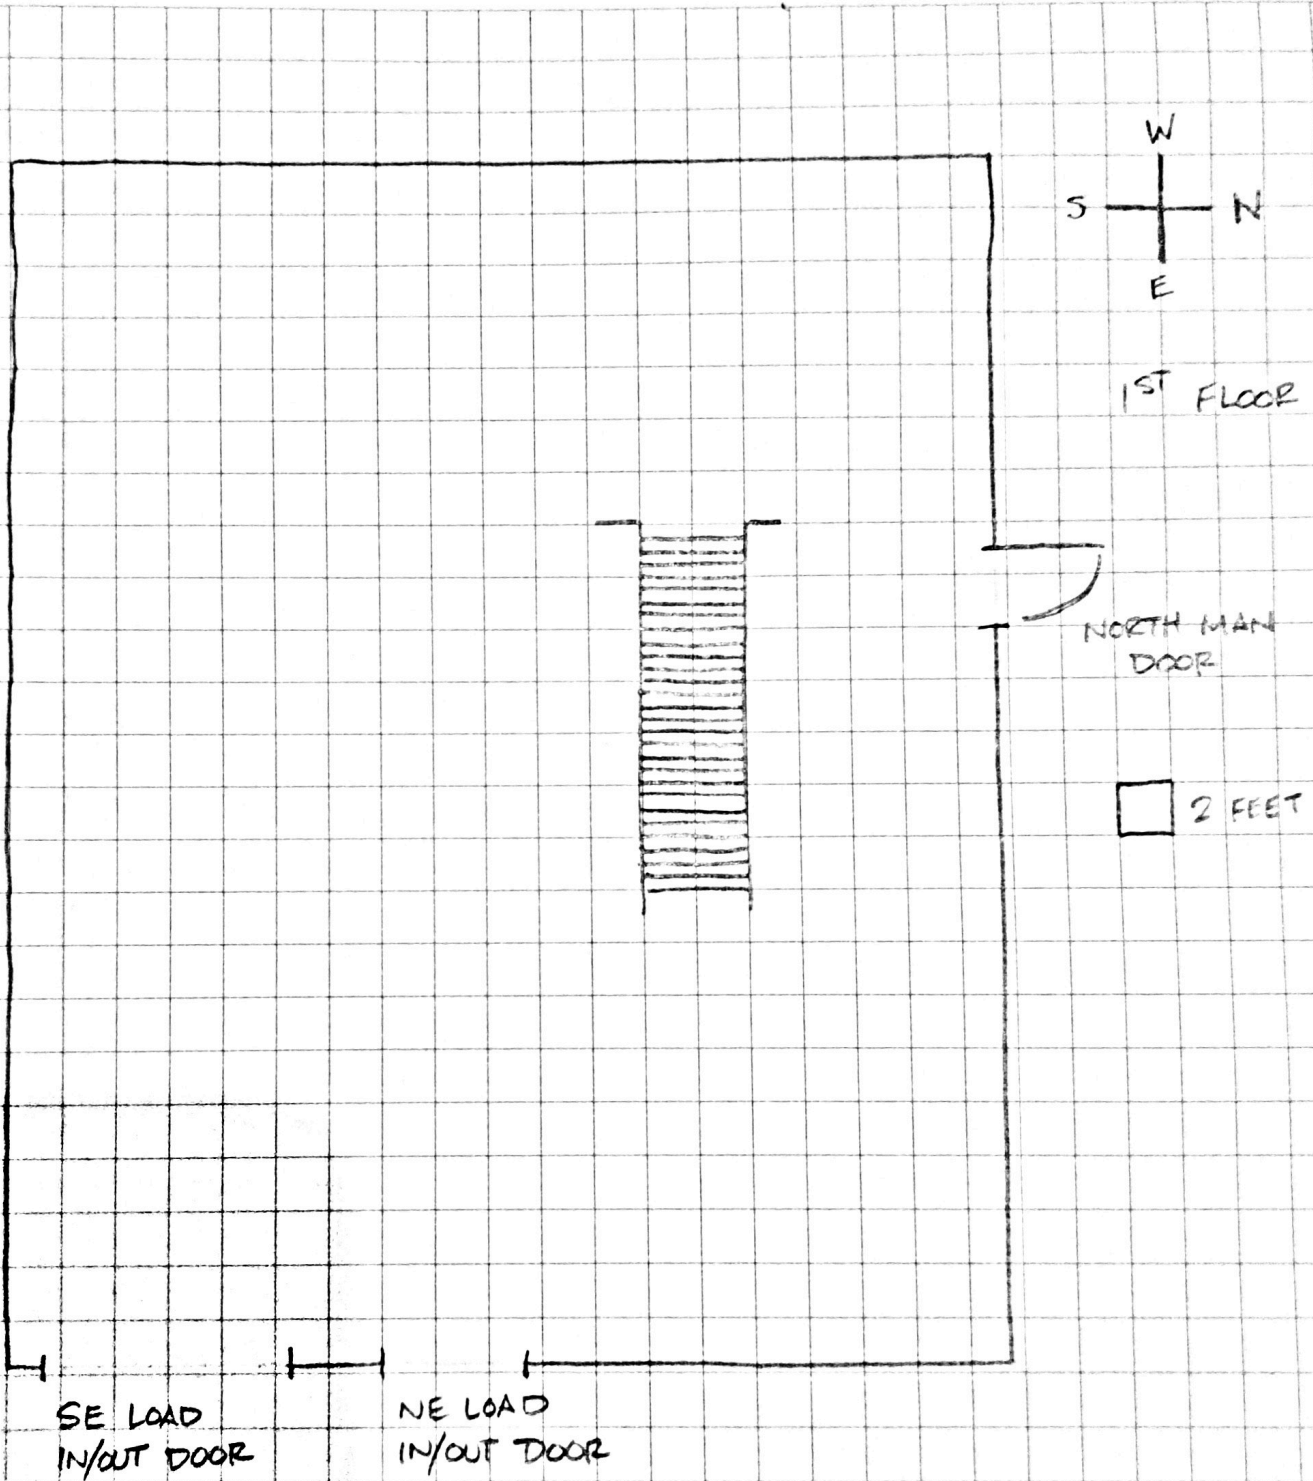 W
S N
E
1ST FLOOR
NORTH MAN
DOOR
2 FEET
SE LOAD
IN/OUT DOOR
NE LOAD
IN/OUT DOOR